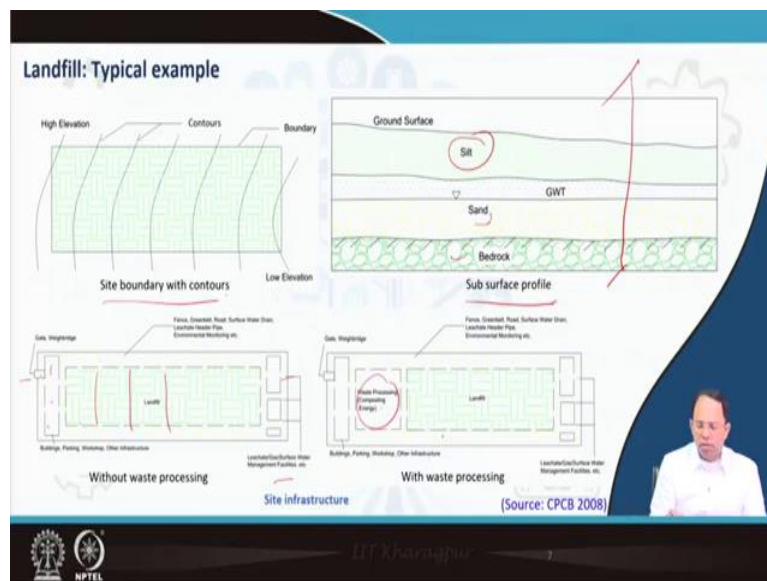 Landfill: Typical example
High Elevation
Contours
Boundary
Low Elevation
Site boundary with contours
Ground Surface
Silt
GWT
Sand
Bedrock
Sub surface profile
Fence, Greenbelt, Road, Surface Water Drain,
Leachate Header Pipe,
Environmental Monitoring etc.
Gate, Weighbridge
Landfill
Buildings, Parking, Workshop, Other Infrastructure
Leachate/Gas/Surface Water
Management Facilities, etc.
Without waste processing
Fence, Greenbelt, Road, Surface Water Drain,
Leachate Header Pipe,
Environmental Monitoring etc.
Gate, Weighbridge
Waste Processing
(Composting
Energy)
Landfill
Buildings, Parking, Workshop, Other Infrastructure
Leachate/Gas/Surface Water
Management Facilities, etc.
With waste processing
Site infrastructure
(Source: CPCB 2008)
NPTEL
IIT Kharagpur
7